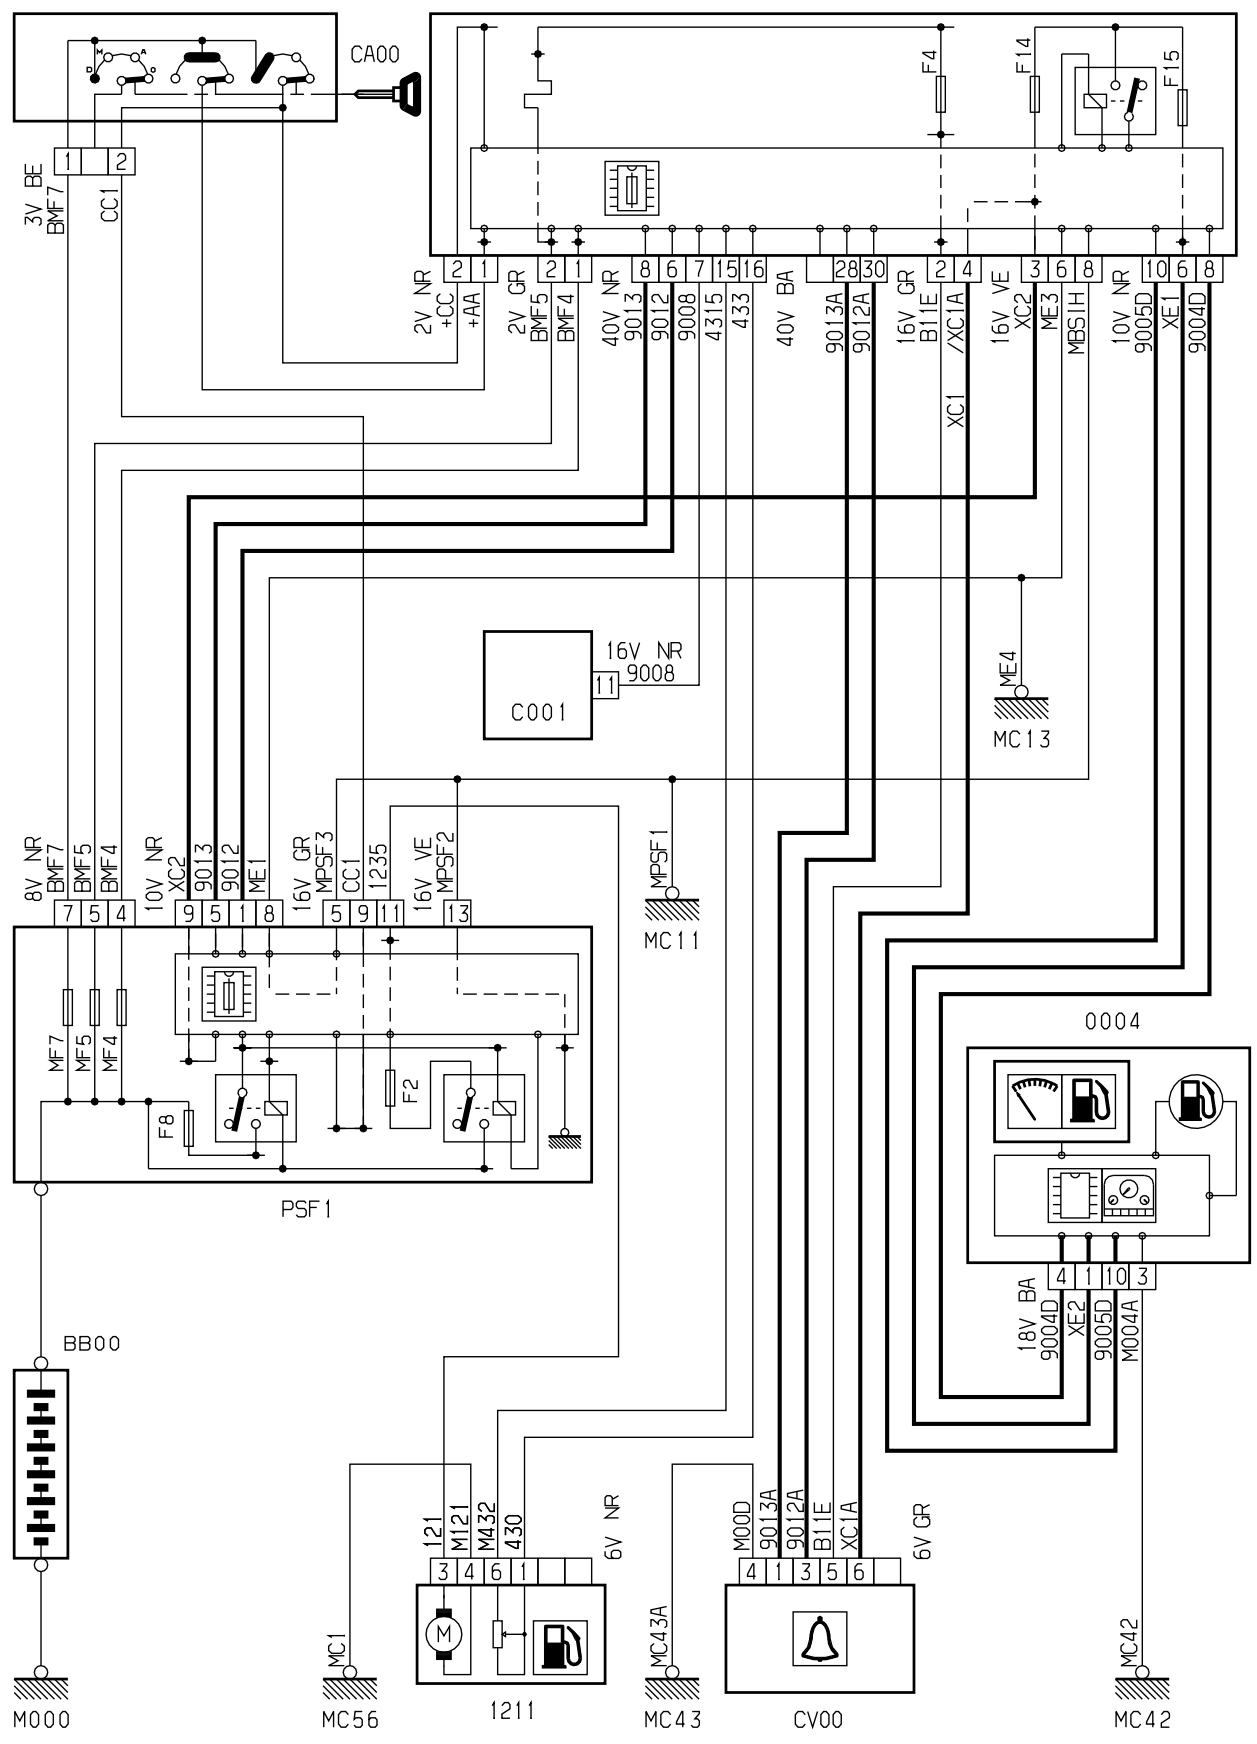 M A
D O
CA00
1 2
3V BE
BMF7
CC1
F4
F14
F15
2 1 2 1 8 6 7 15 16 28 30 2 4 3 6 8 10 6 8
2V NR
+CC
+AA
2V GR
BMF5
BMF4
40V NR
9013
9012
9008
4315
433
40V BA
9013A
9012A
16V GR
B11E
/XC1A
16V VE
XC2
ME3
MBSIH
10V NR
9005D
XE1
9004D
XC1
16V NR
9008
11
C001
ME4
MC13
MPSF1
MC11
8V NR
BMF7
BMF5
BMF4
10V NR
XC2
9013
9012
ME1
16V GR
MPSF3
CC1
1235
16V VE
MPSF2
7 5 4 9 5 1 8 5 9 11 13
MF7
MF5
MF4
F8
F2
PSF1
0004
4 1 10 3
18V BA
9004D
XE2
9005D
M004A
BB00
121
M121
M432
430
6V NR
3 4 6 1
M
1211
M00D
9013A
9012A
B11E
XC1A
6V GR
4 1 3 5 6
CV00
MC1
MC43A
MC42
M000
MC56
MC43
MC42